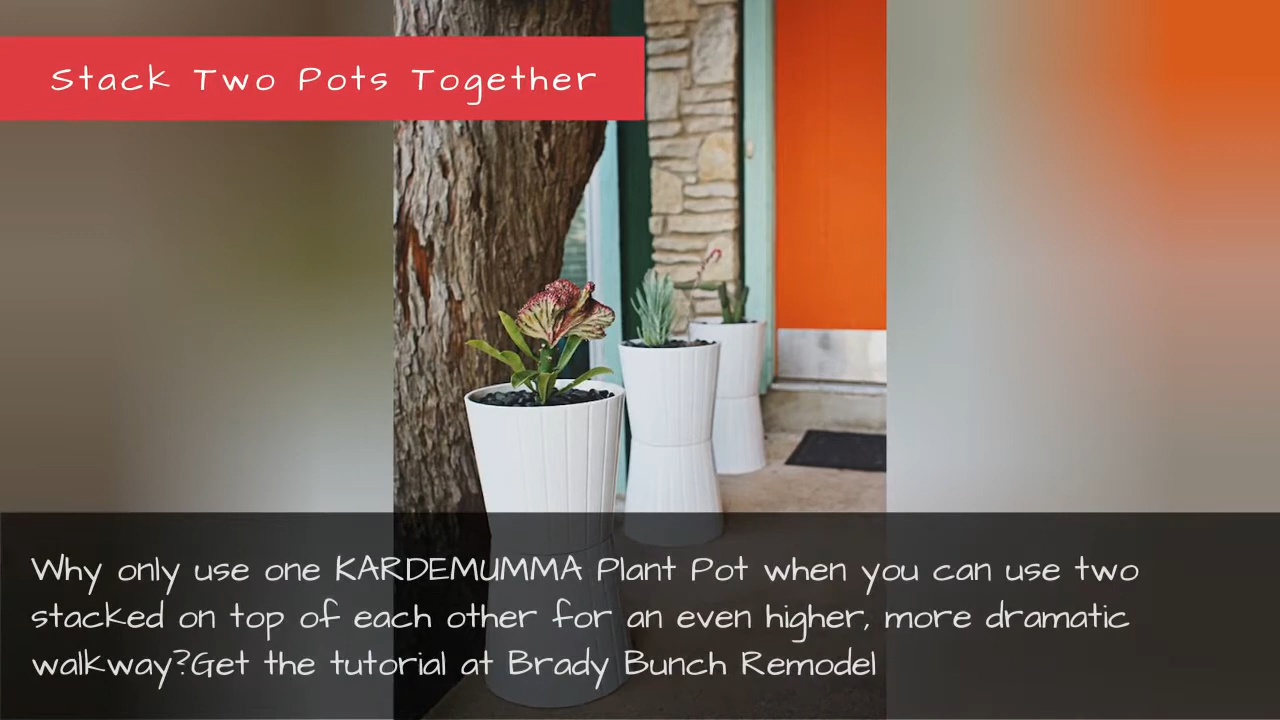 Stack Two Pots Together
Why only use one KARDEMUMMA Plant Pot when you can use two
stacked on top of each other for an even higher, more dramatic
walkway?Get the tutorial at Brady Bunch Remodel